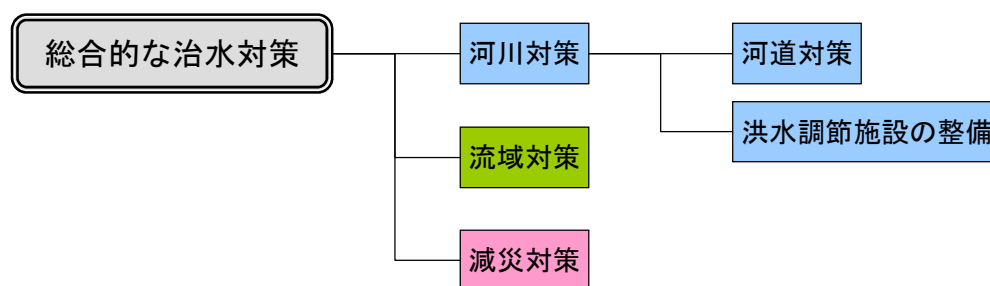 総合的な治水対策
河川対策
河道対策
洪水調節施設の整備
流域対策
減災対策